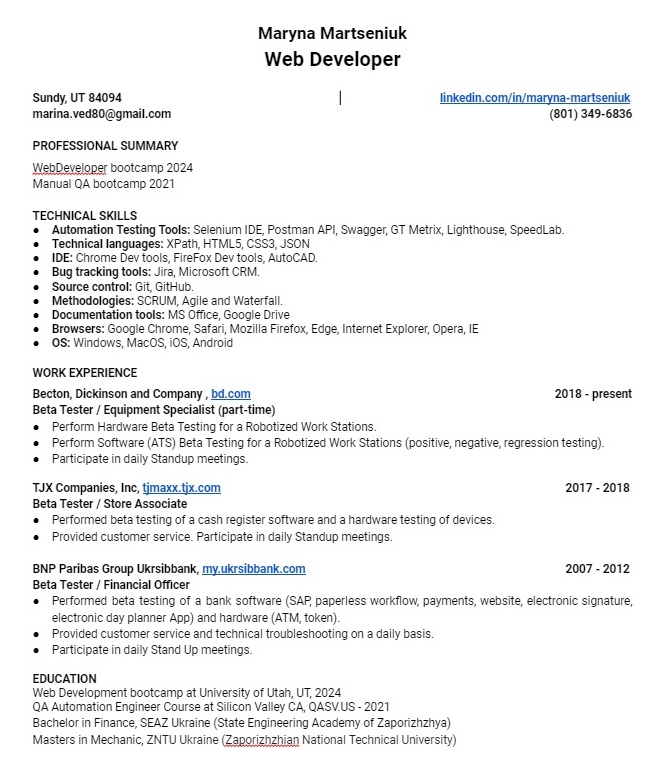 Maryna Martseniuk
Web Developer
Sundy, UT 84094 | linkedin.com/in/maryna-martseniuk
marina.ved80@gmail.com (801) 349-6836
PROFESSIONAL SUMMARY
WebDeveloper bootcamp 2024
Manual QA bootcamp 2021
TECHNICAL SKILLS
● Automation Testing Tools: Selenium IDE, Postman API, Swagger, GT Metrix, Lighthouse, SpeedLab.
● Technical languages: XPath, HTML5, CSS3, JSON
● IDE: Chrome Dev tools, FireFox Dev tools, AutoCAD.
● Bug tracking tools: Jira, Microsoft CRM.
● Source control: Git, GitHub.
● Methodologies: SCRUM, Agile and Waterfall.
● Documentation tools: MS Office, Google Drive
● Browsers: Google Chrome, Safari, Mozilla Firefox, Edge, Internet Explorer, Opera, IE
● OS: Windows, MacOS, iOS, Android
WORK EXPERIENCE
Becton, Dickinson and Company , bd.com 2018 - present
Beta Tester / Equipment Specialist (part-time)
● Perform Hardware Beta Testing for a Robotized Work Stations.
● Perform Software (ATS) Beta Testing for a Robotized Work Stations (positive, negative, regression testing).
● Participate in daily Standup meetings.
TJX Companies, Inc, tjmaxx.tjx.com 2017 - 2018
Beta Tester / Store Associate
● Performed beta testing of a cash register software and a hardware testing of devices.
● Provided customer service. Participate in daily Standup meetings.
BNP Paribas Group Ukrsibbank, my.ukrsibbank.com 2007 - 2012
Beta Tester / Financial Officer
● Performed beta testing of a bank software (SAP, paperless workflow, payments, website, electronic signature,
electronic day planner App) and hardware (ATM, token).
● Provided customer service and technical troubleshooting on a daily basis.
● Participate in daily Stand Up meetings.
EDUCATION
Web Development bootcamp at University of Utah, UT, 2024
QA Automation Engineer Course at Silicon Valley CA, QASV.US - 2021
Bachelor in Finance, SEAZ Ukraine (State Engineering Academy of Zaporizhzhya)
Masters in Mechanic, ZNTU Ukraine (Zaporizhzhian National Technical University)